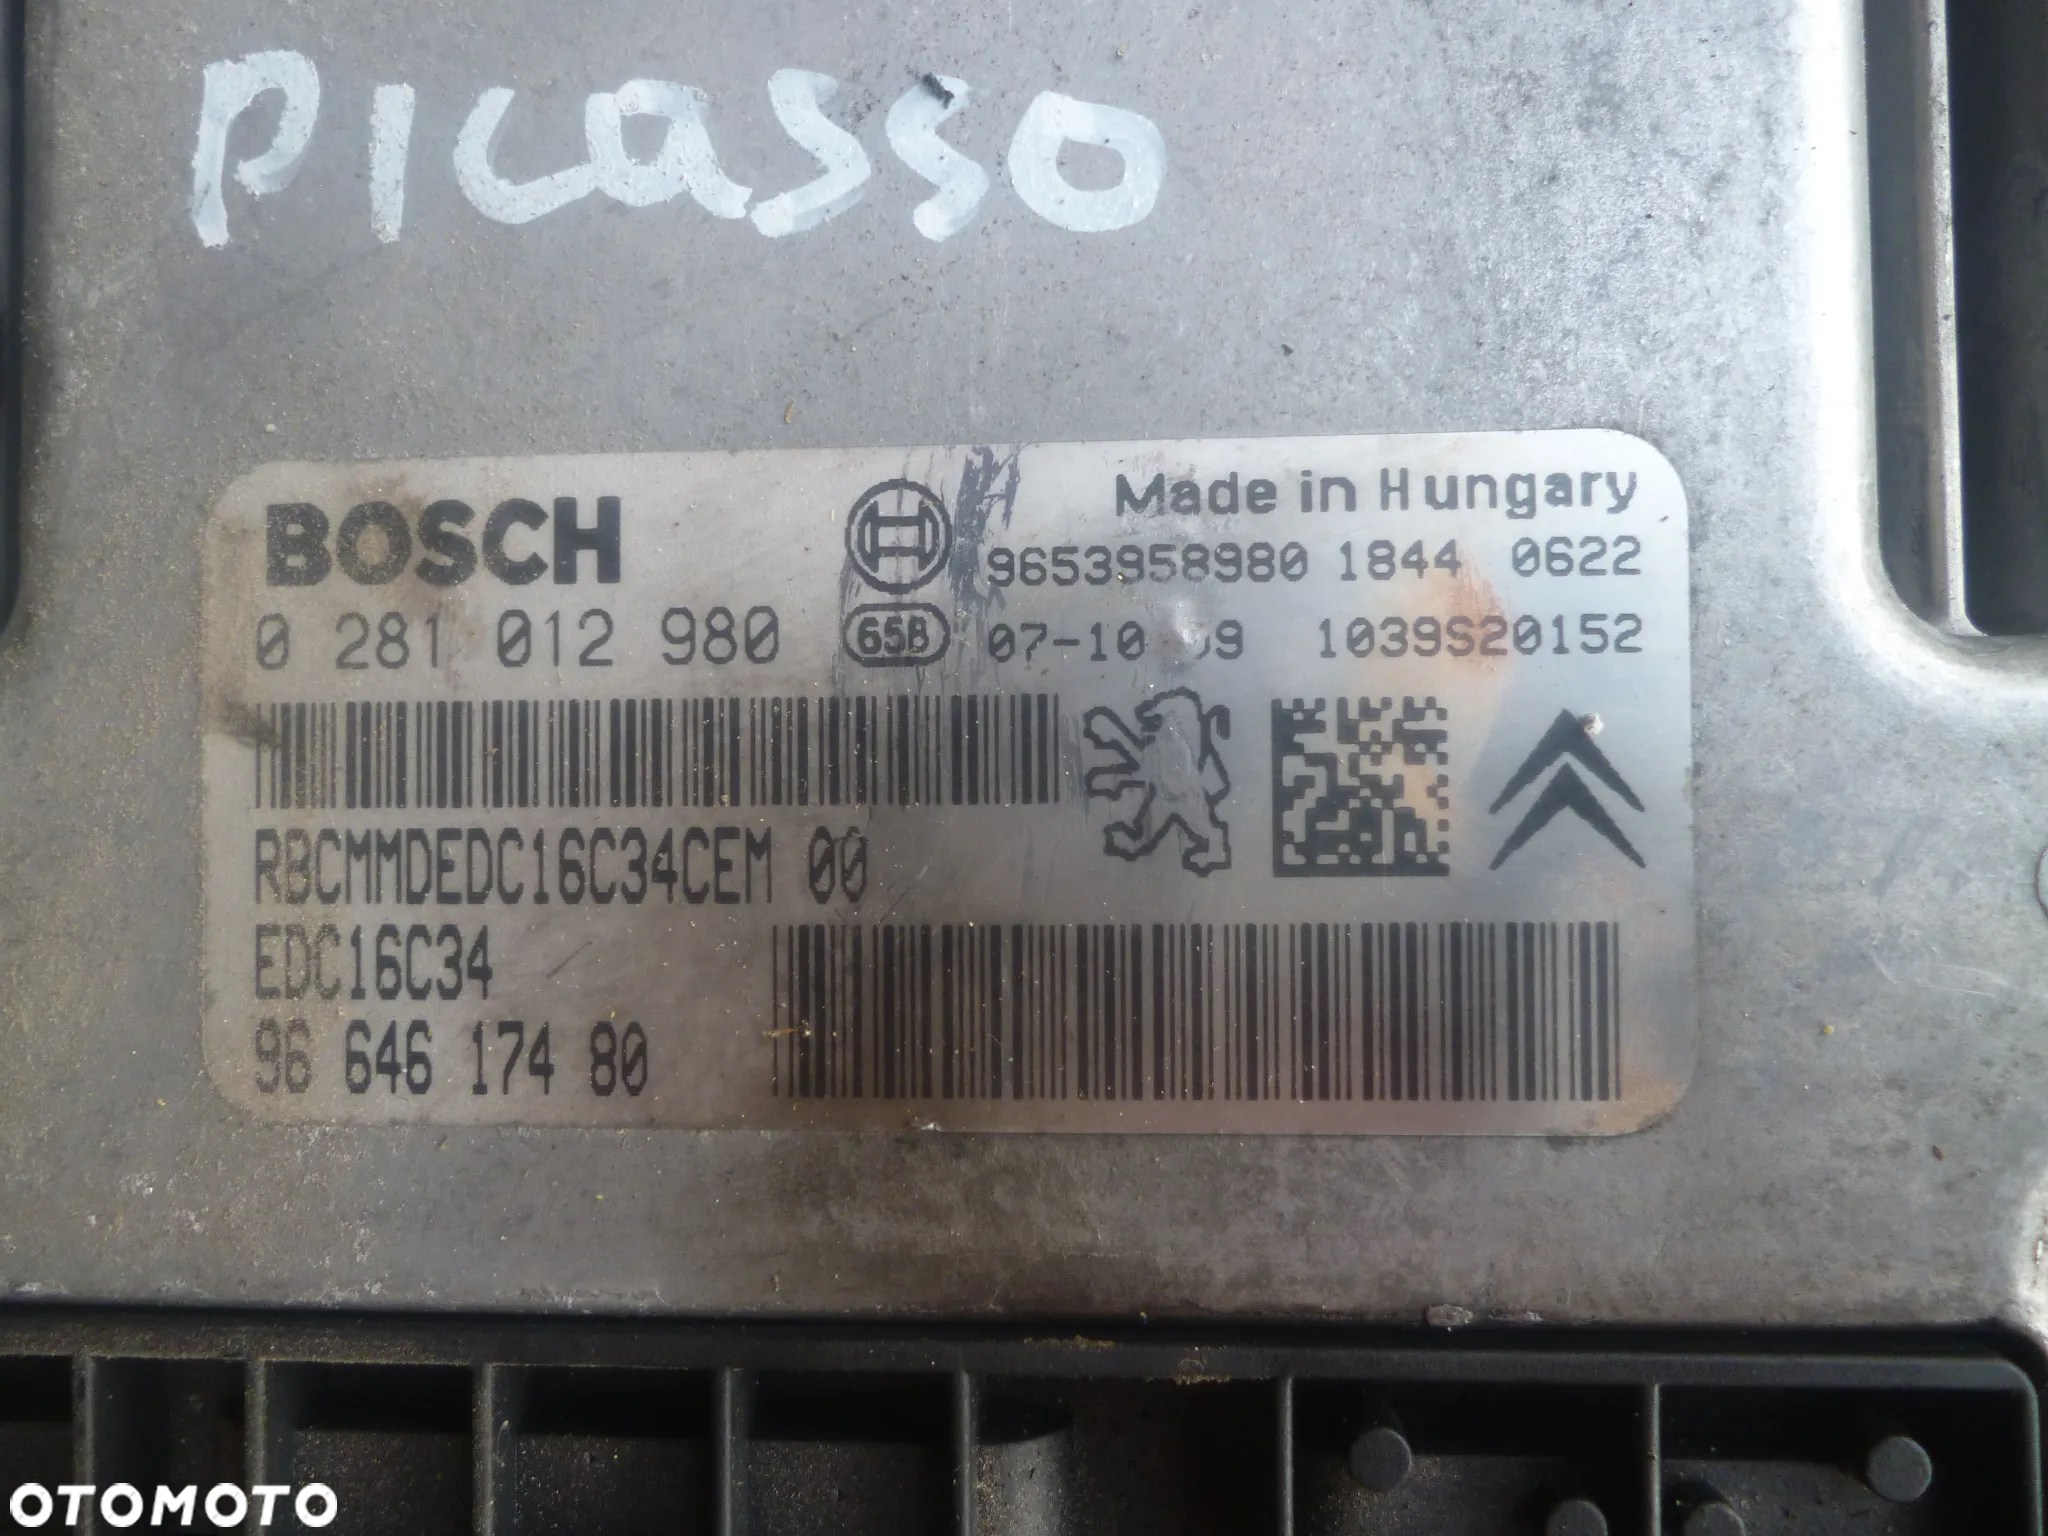 Picasso
BOSCH
Made in Hungary
9653958980 1844 0622
0 281 012 980
65B
07-10 1039S20152
RBCMMDEDC16C34CEM 00
EDC16C34
96 646 174 80
OTOMOTO